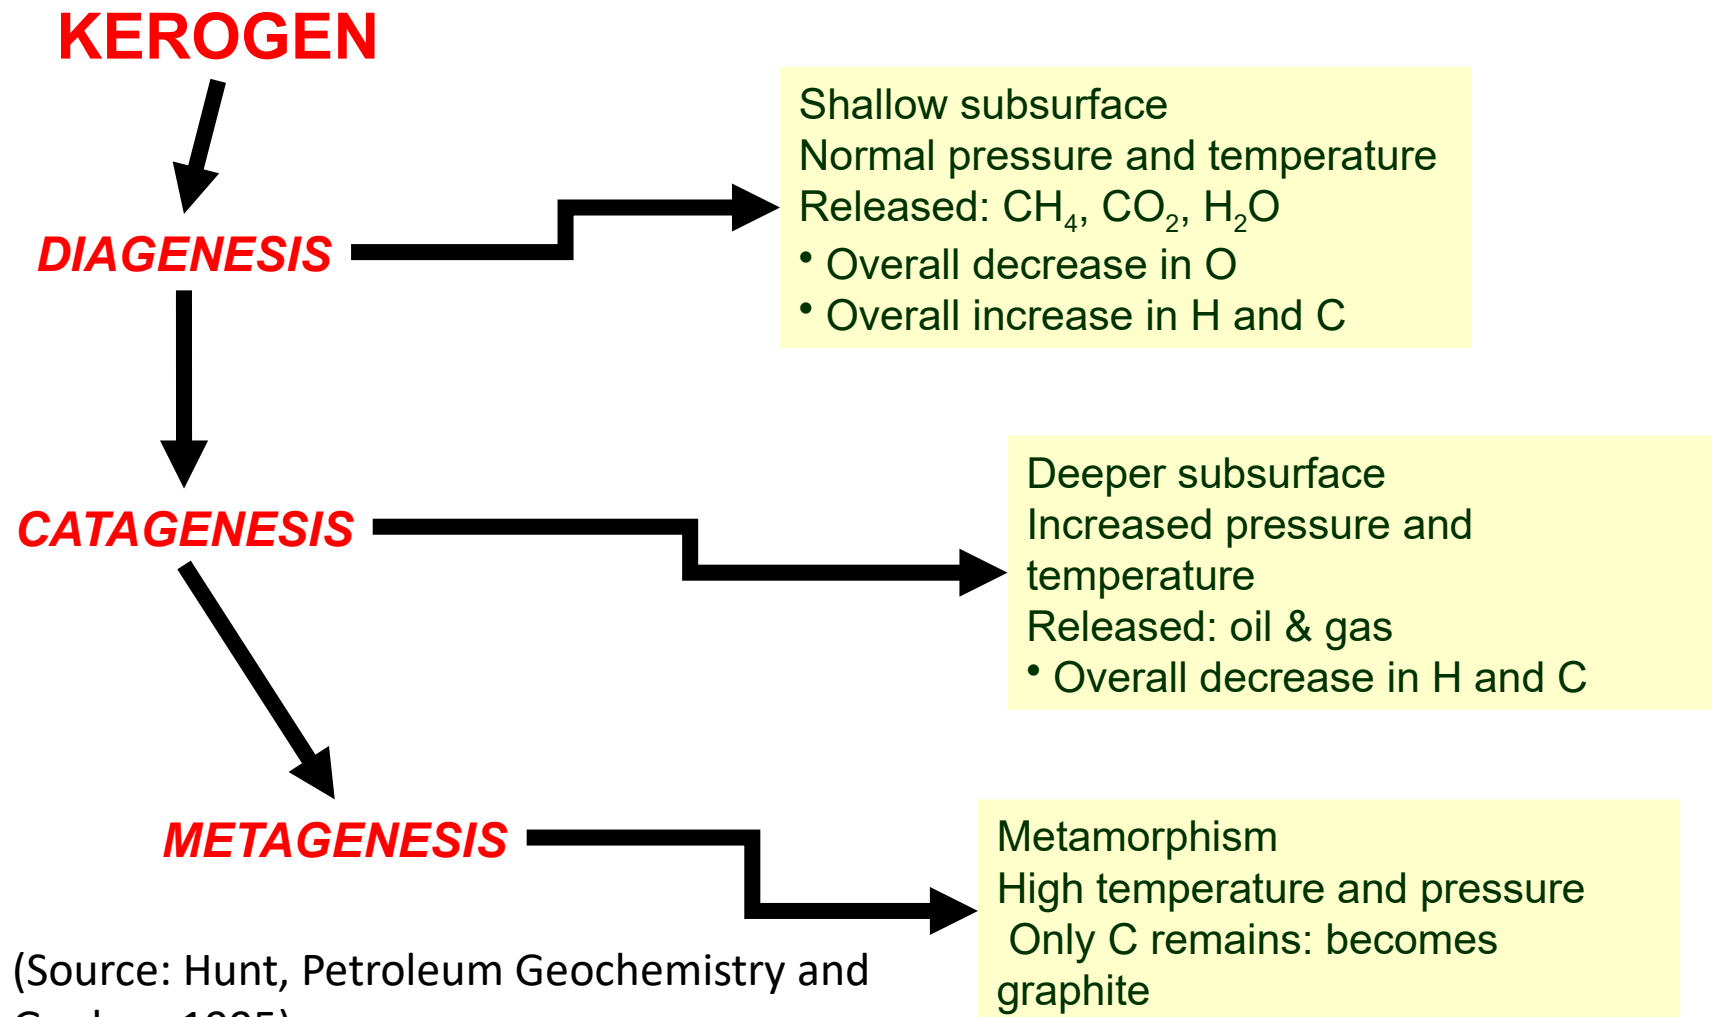 KEROGEN
Shallow subsurface
Normal pressure and temperature
Released: CH₄, CO₂, H₂O
• Overall decrease in O
• Overall increase in H and C
DIAGENESIS
CATAGENESIS
Deeper subsurface
Increased pressure and
temperature
Released: oil & gas
• Overall decrease in H and C
METAGENESIS
Metamorphism
High temperature and pressure
Only C remains: becomes
graphite
(Source: Hunt, Petroleum Geochemistry and